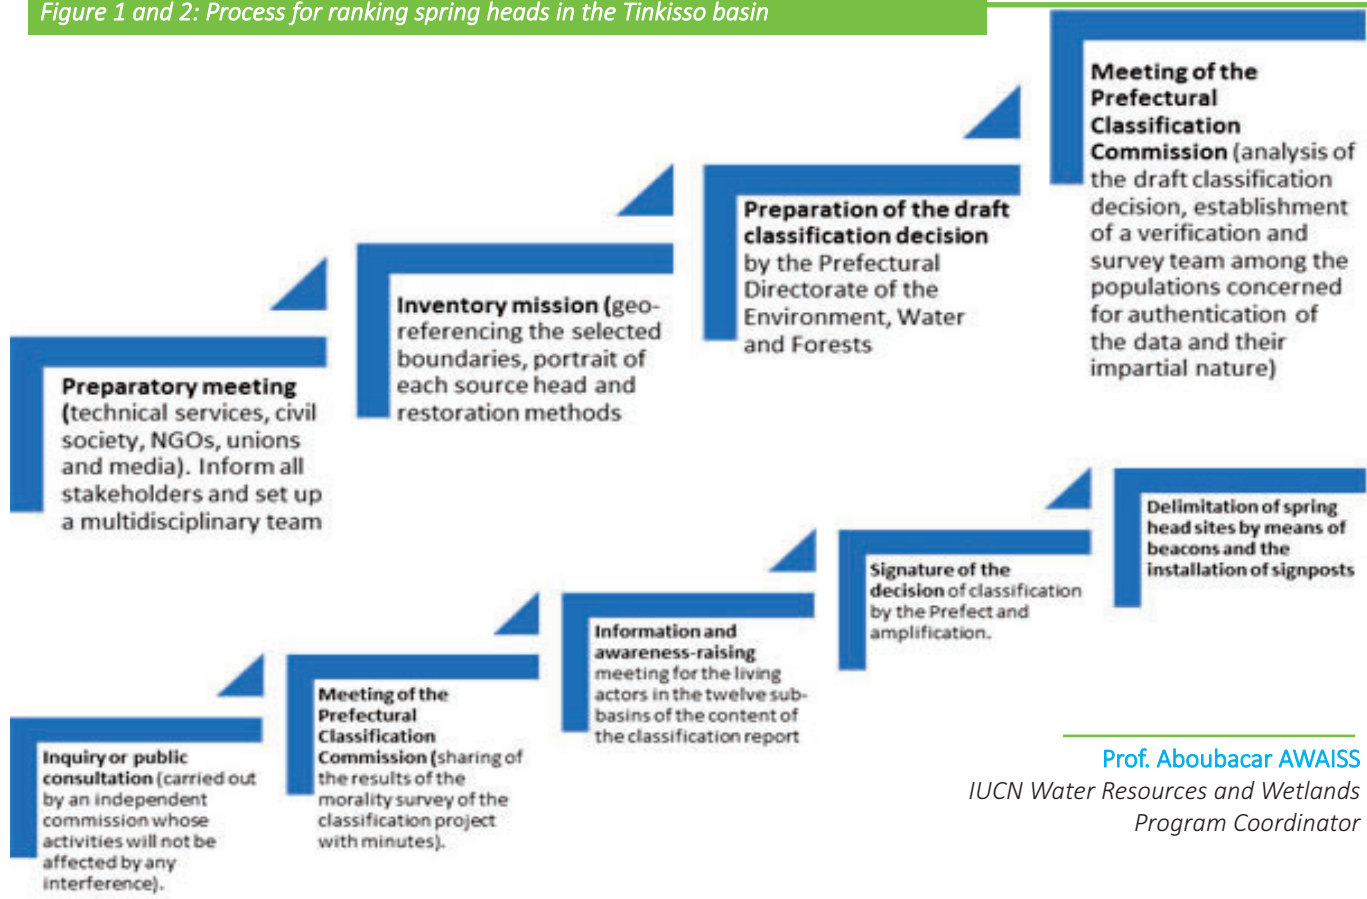 Figure 1 and 2: Process for ranking spring heads in the Tinkisso basin
Preparatory meeting
(technical services, civil
society, NGOs, unions
and media). Inform all
stakeholders and set up
a multidisciplinary team
Inventory mission (geo-
referencing the selected
boundaries, portrait of
each source head and
restoration methods
Preparation of the draft
classification decision
by the Prefectural
Directorate of the
Environment, Water
and Forests
Meeting of the
Prefectural
Classification
Commission (analysis of
the draft classification
decision, establishment
of a verification and
survey team among the
populations concerned
for authentication of
the data and their
impartial nature)
Inquiry or public
consultation (carried out
by an independent
commission whose
activities will not be
affected by any
interference).
Meeting of the
Prefectural
Classification
Commission (sharing of
the results of the
morality survey of the
classification project
with minutes).
Information and
awareness-raising
meeting for the living
actors in the twelve sub-
basins of the content of
the classification report
Signature of the
decision of classification
by the Prefect and
amplification.
Delimitation of spring
head sites by means of
beacons and the
installation of signposts
Prof. Aboubacar AWAISS
IUCN Water Resources and Wetlands
Program Coordinator